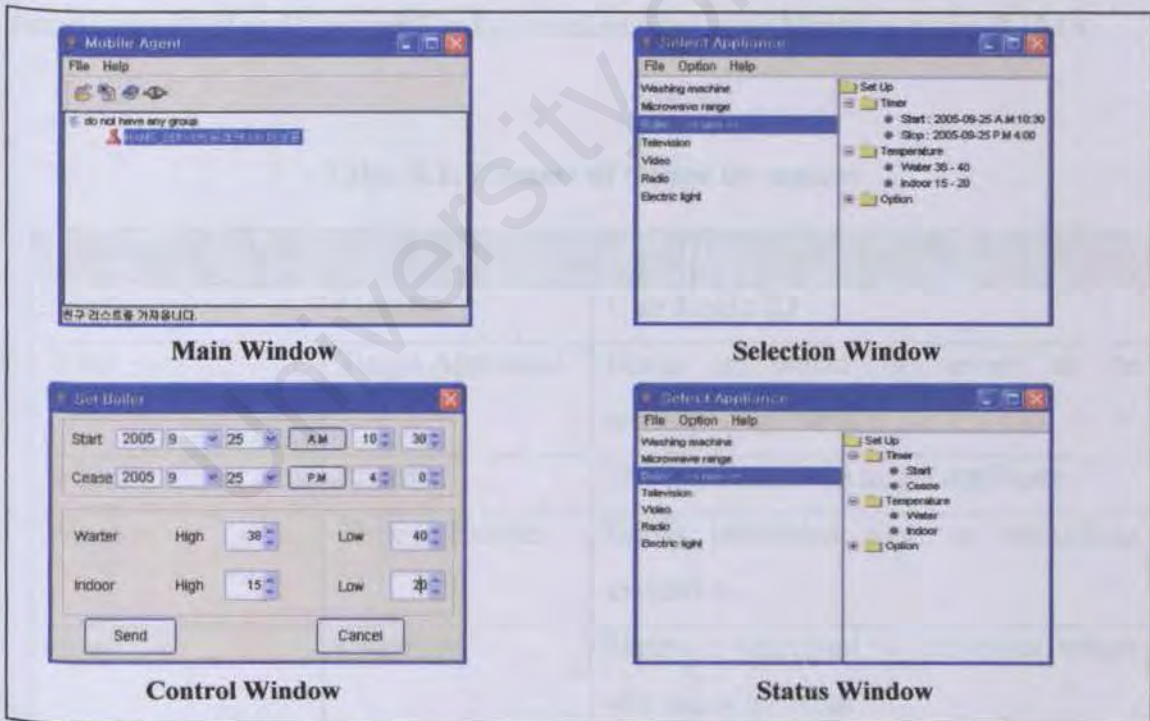 Mobile Agent
File Help
do not have any group
친구 리스트를 가져옵니다.
Main Window
Select Appliance
File Option Help
Washing machine
Microwave range
Television
Video
Radio
Electric light
Set Up
Timer
Start : 2005-09-25 A.M 10:30
Stop : 2005-09-25 P.M 4:00
Temperature
Water 38 - 40
Indoor 15 - 20
Option
Selection Window
Set Boiler
Start 2005 9 25 A.M 10 30
Cease 2005 9 25 P.M 4 0
Warter High 38 Low 40
Indoor High 15 Low 20
Send Cancel
Control Window
Select Appliance
File Option Help
Washing machine
Microwave range
Television
Video
Radio
Electric light
Set Up
Timer
Start
Cease
Temperature
Water
Indoor
Option
Status Window
University